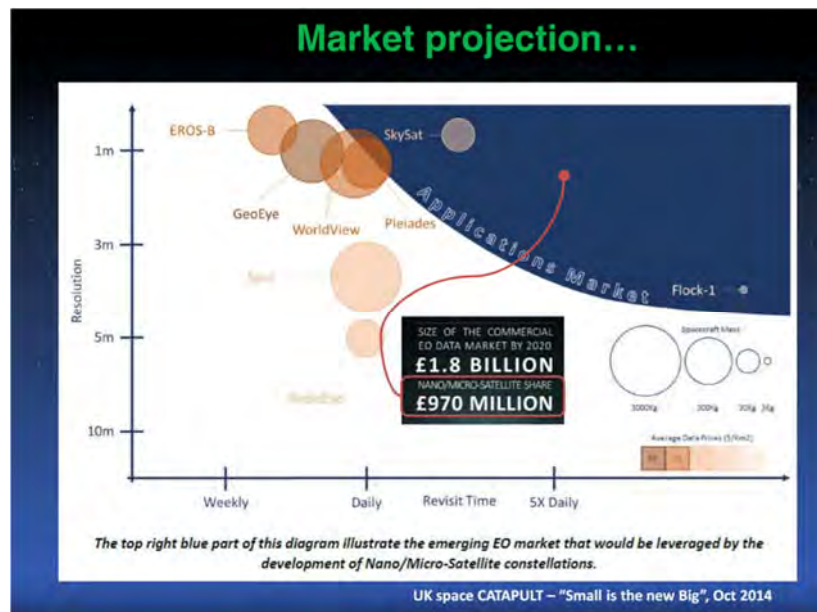 Market projection...
EROS-B
SkySat
1m
GeoEye
WorldView
Pleiades
Applications Market
3m
Resolution
Flock-1
5m
SIZE OF THE COMMERCIAL
EO DATA MARKET BY 2020
£1.8 BILLION
NANO/MICRO-SATELLITE SHARE
£970 MILLION
Spacecraft Mass
3000Kg
300Kg
30Kg
3Kg
Average Data Prices ($/Km2)
10m
Weekly
Daily
Revisit Time
5X Daily
The top right blue part of this diagram illustrate the emerging EO market that would be leveraged by the
development of Nano/Micro-Satellite constellations.
UK space CATAPULT – “Small is the new Big”, Oct 2014